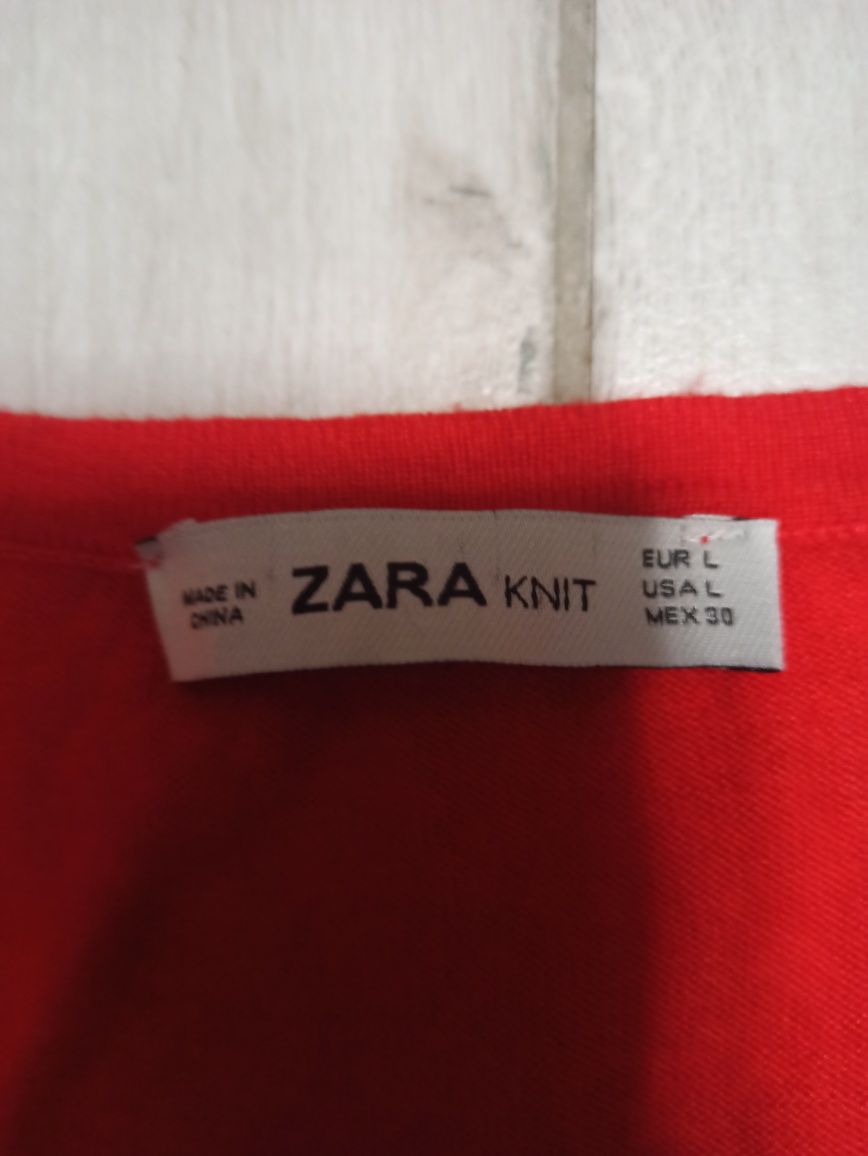 MADE IN
CHINA
ZARA KNIT
EUR L
USA L
MEX 30